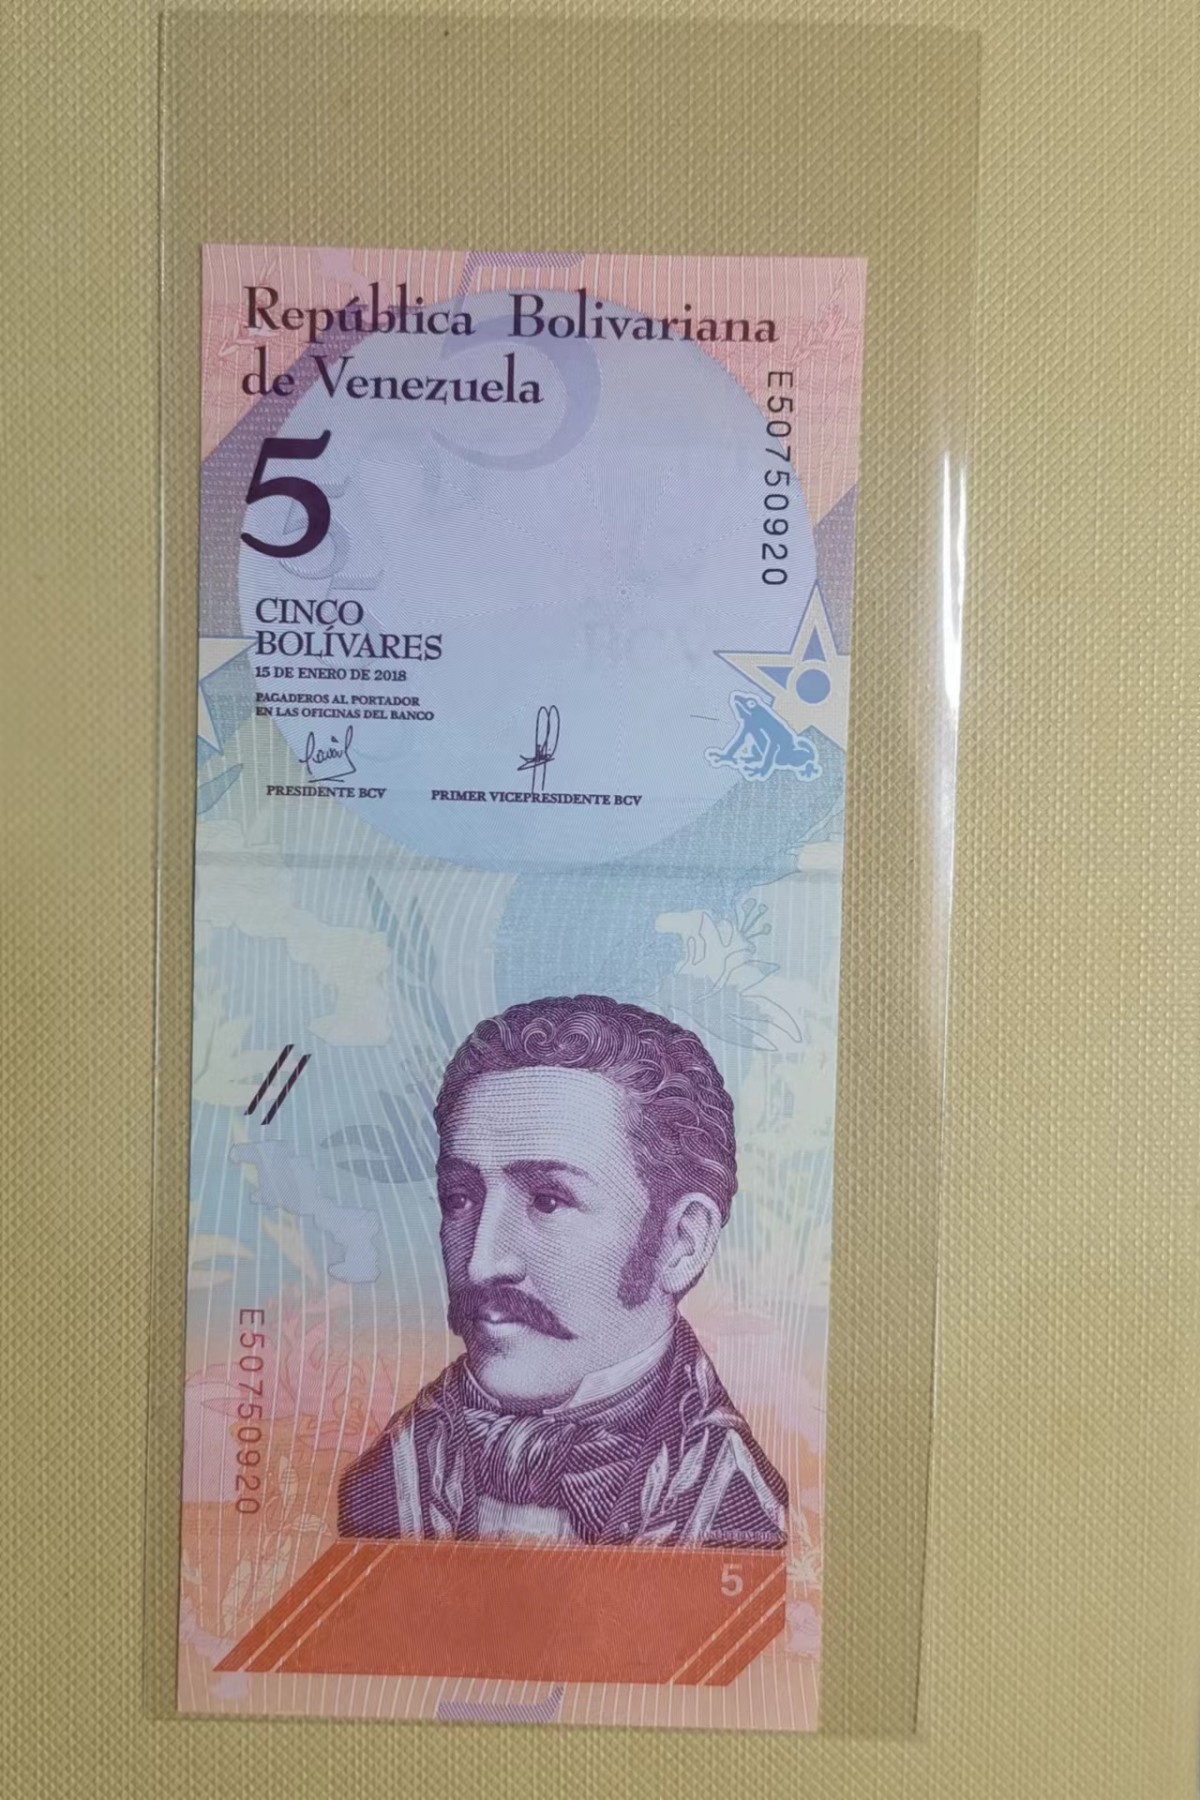 República Bolivariana
de Venezuela
E50750920
5
CINCO
BOLÍVARES
15 DE ENERO DE 2018
PAGADEROS AL PORTADOR
EN LAS OFICINAS DEL BANCO
PRESIDENTE BCV
PRIMER VICEPRESIDENTE BCV
E50750920
5